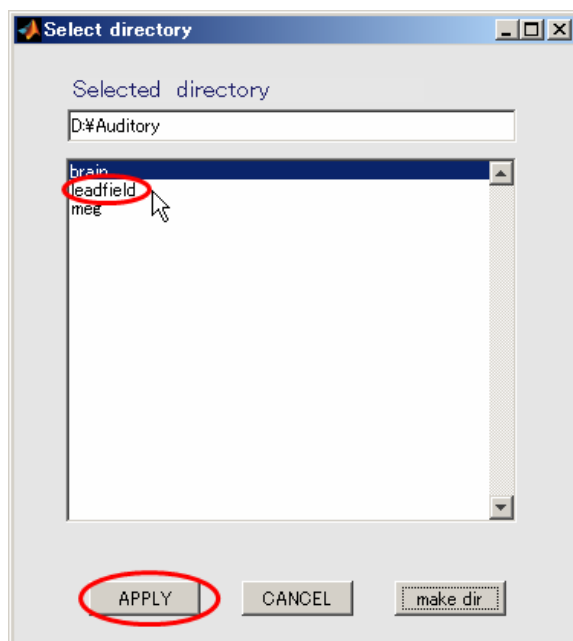 Select directory
Selected directory
D:¥Auditory
brain
leadfield
meg
APPLY CANCEL make dir